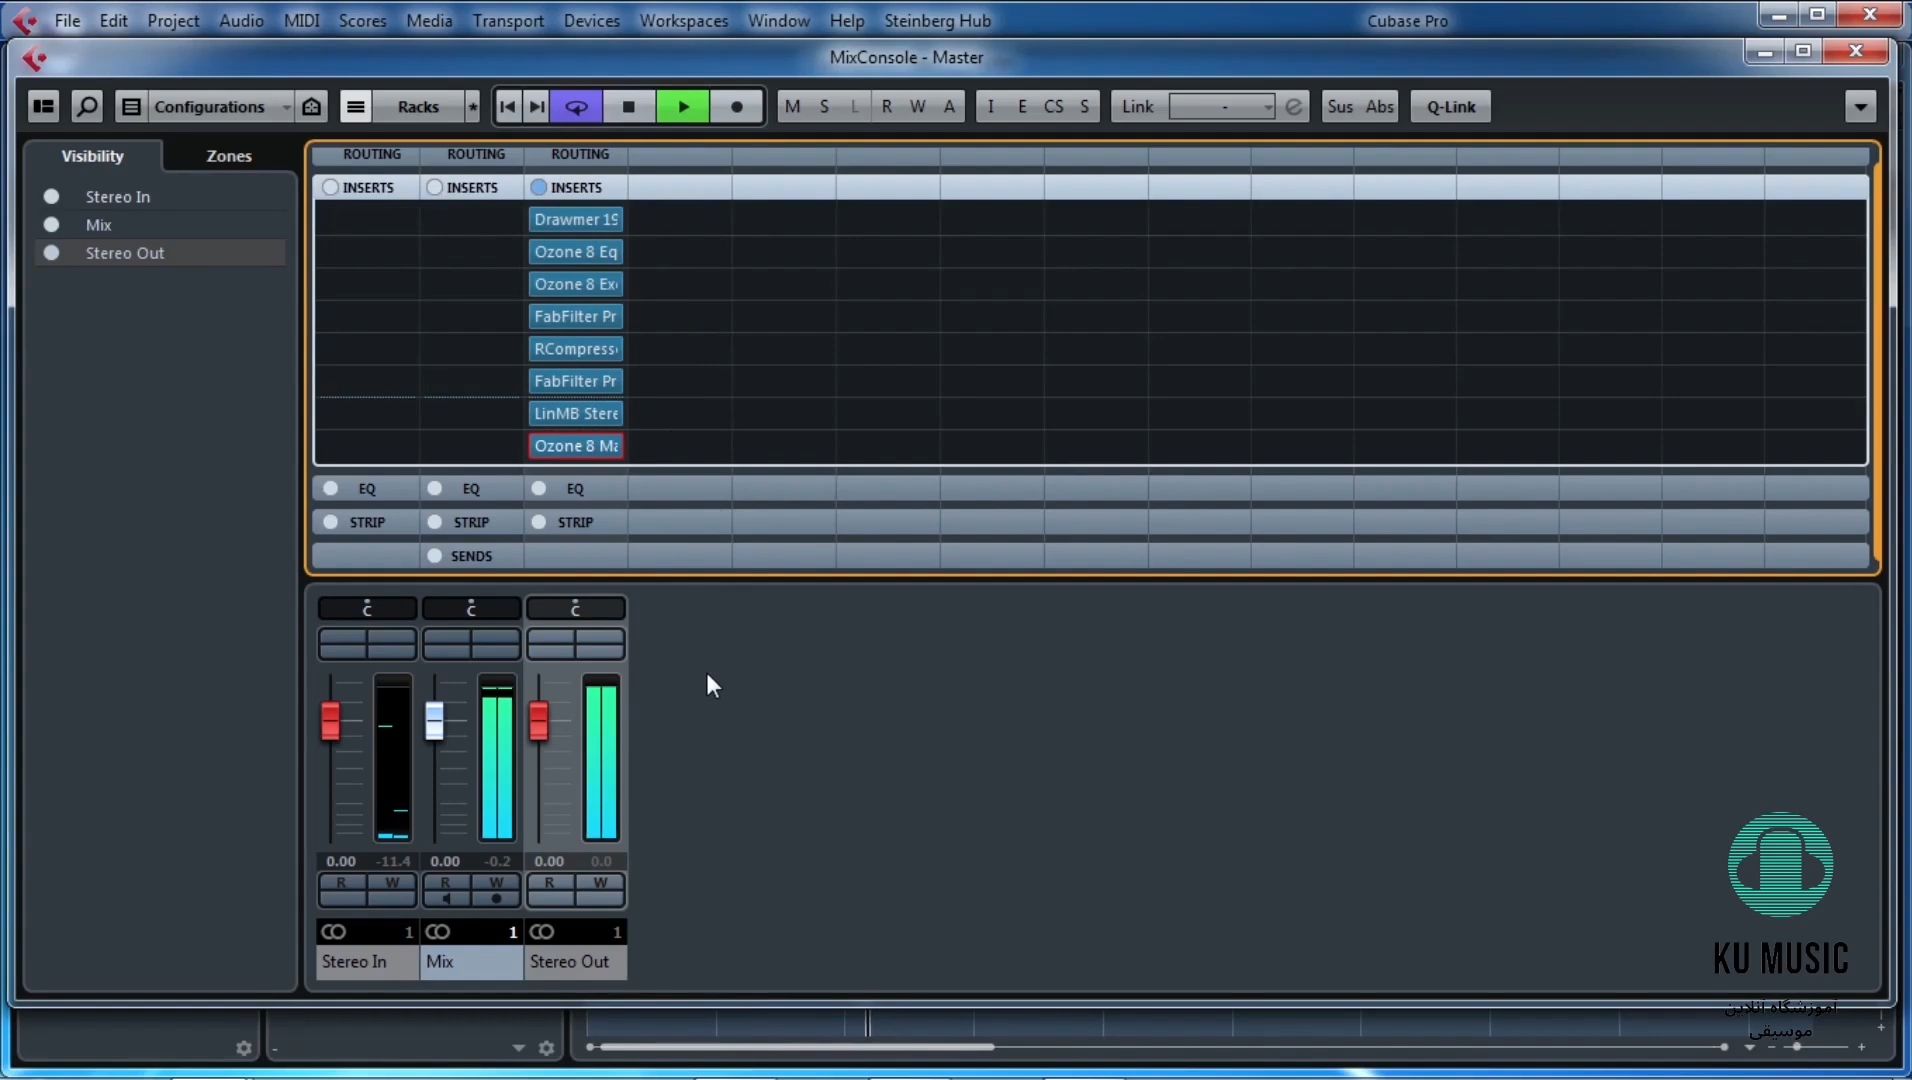 File Edit Project Audio MIDI Scores Media Transport Devices Workspaces Window Help Steinberg Hub Cubase Pro
MixConsole - Master
Configurations Racks * M S L R W A I E CS S Link - e Sus Abs Q-Link
Visibility Zones
Stereo In
Mix
Stereo Out
ROUTING ROUTING ROUTING
INSERTS INSERTS INSERTS
Drawmer 19
Ozone 8 Eq
Ozone 8 Ex
FabFilter Pr
RCompress
FabFilter Pr
LinMB Stere
Ozone 8 Ma
EQ EQ EQ
STRIP STRIP STRIP
SENDS
C C C
0.00 -11.4 0.00 -0.2 0.00 0.0
R W R W R W
1 1 1
Stereo In Mix Stereo Out
KU MUSIC
آموزشگاه آنلاین
موسیقی